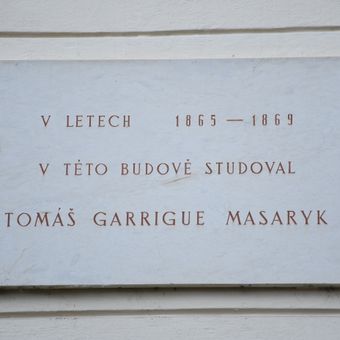 V LETECH 1865 — 1869
V TÉTO BUDOVĚ STUDOVAL
TOMÁŠ GARRIGUE MASARYK